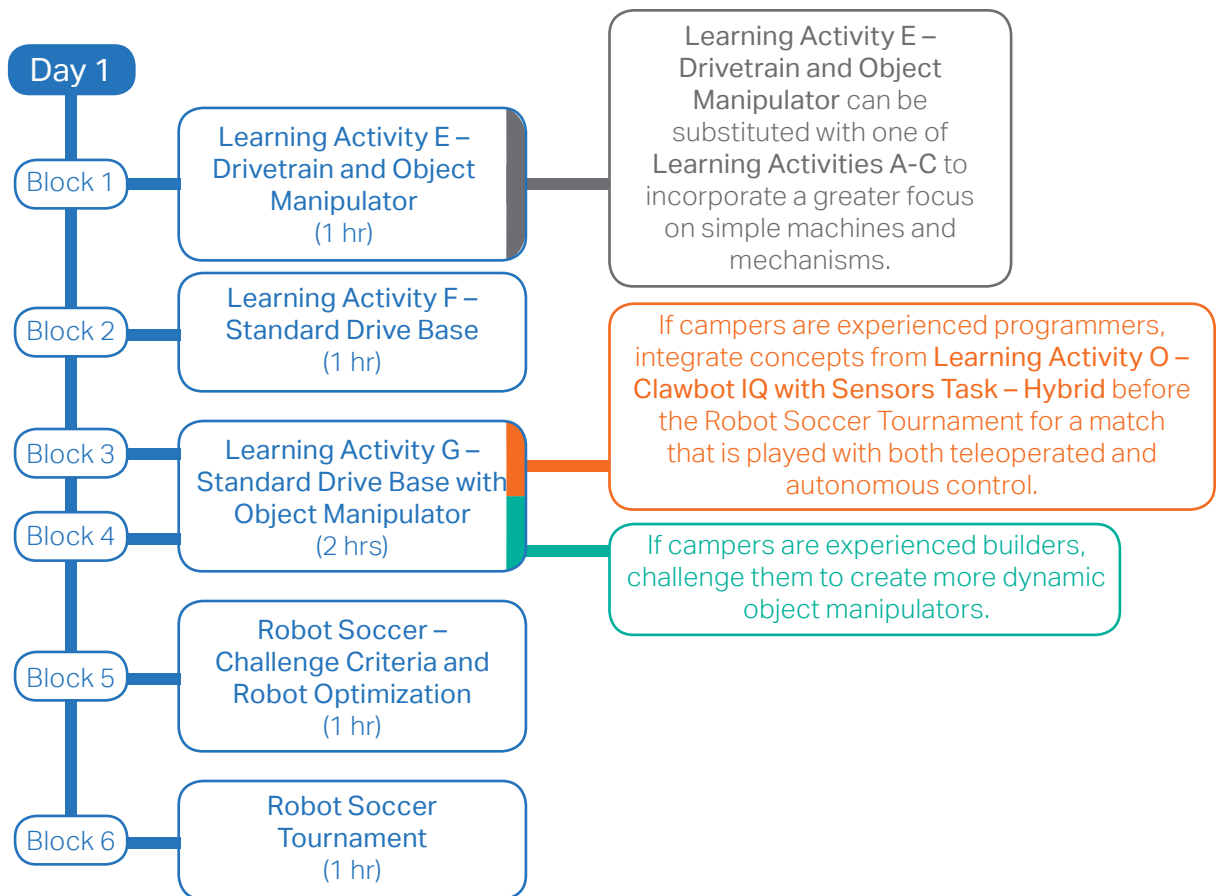 Day 1
Block 1
Learning Activity E –
Drivetrain and Object
Manipulator
(1 hr)
Learning Activity E –
Drivetrain and Object
Manipulator can be
substituted with one of
Learning Activities A-C to
incorporate a greater focus
on simple machines and
mechanisms.
Block 2
Learning Activity F –
Standard Drive Base
(1 hr)
Block 3
Block 4
Learning Activity G –
Standard Drive Base with
Object Manipulator
(2 hrs)
If campers are experienced programmers,
integrate concepts from Learning Activity O –
Clawbot IQ with Sensors Task – Hybrid before
the Robot Soccer Tournament for a match
that is played with both teleoperated and
autonomous control.
If campers are experienced builders,
challenge them to create more dynamic
object manipulators.
Block 5
Robot Soccer –
Challenge Criteria and
Robot Optimization
(1 hr)
Block 6
Robot Soccer
Tournament
(1 hr)